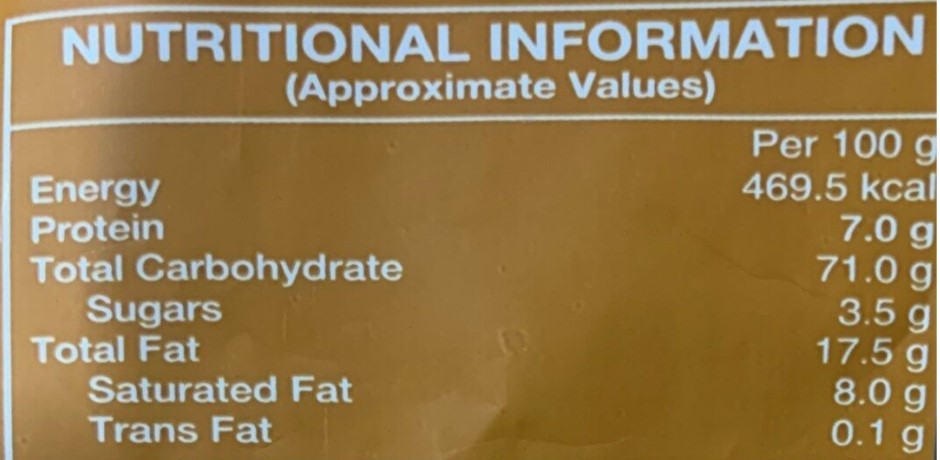 NUTRITIONAL INFORMATION
(Approximate Values)
Per 100 g
Energy 469.5 kcal
Protein 7.0 g
Total Carbohydrate 71.0 g
Sugars 3.5 g
Total Fat 17.5 g
Saturated Fat 8.0 g
Trans Fat 0.1 g